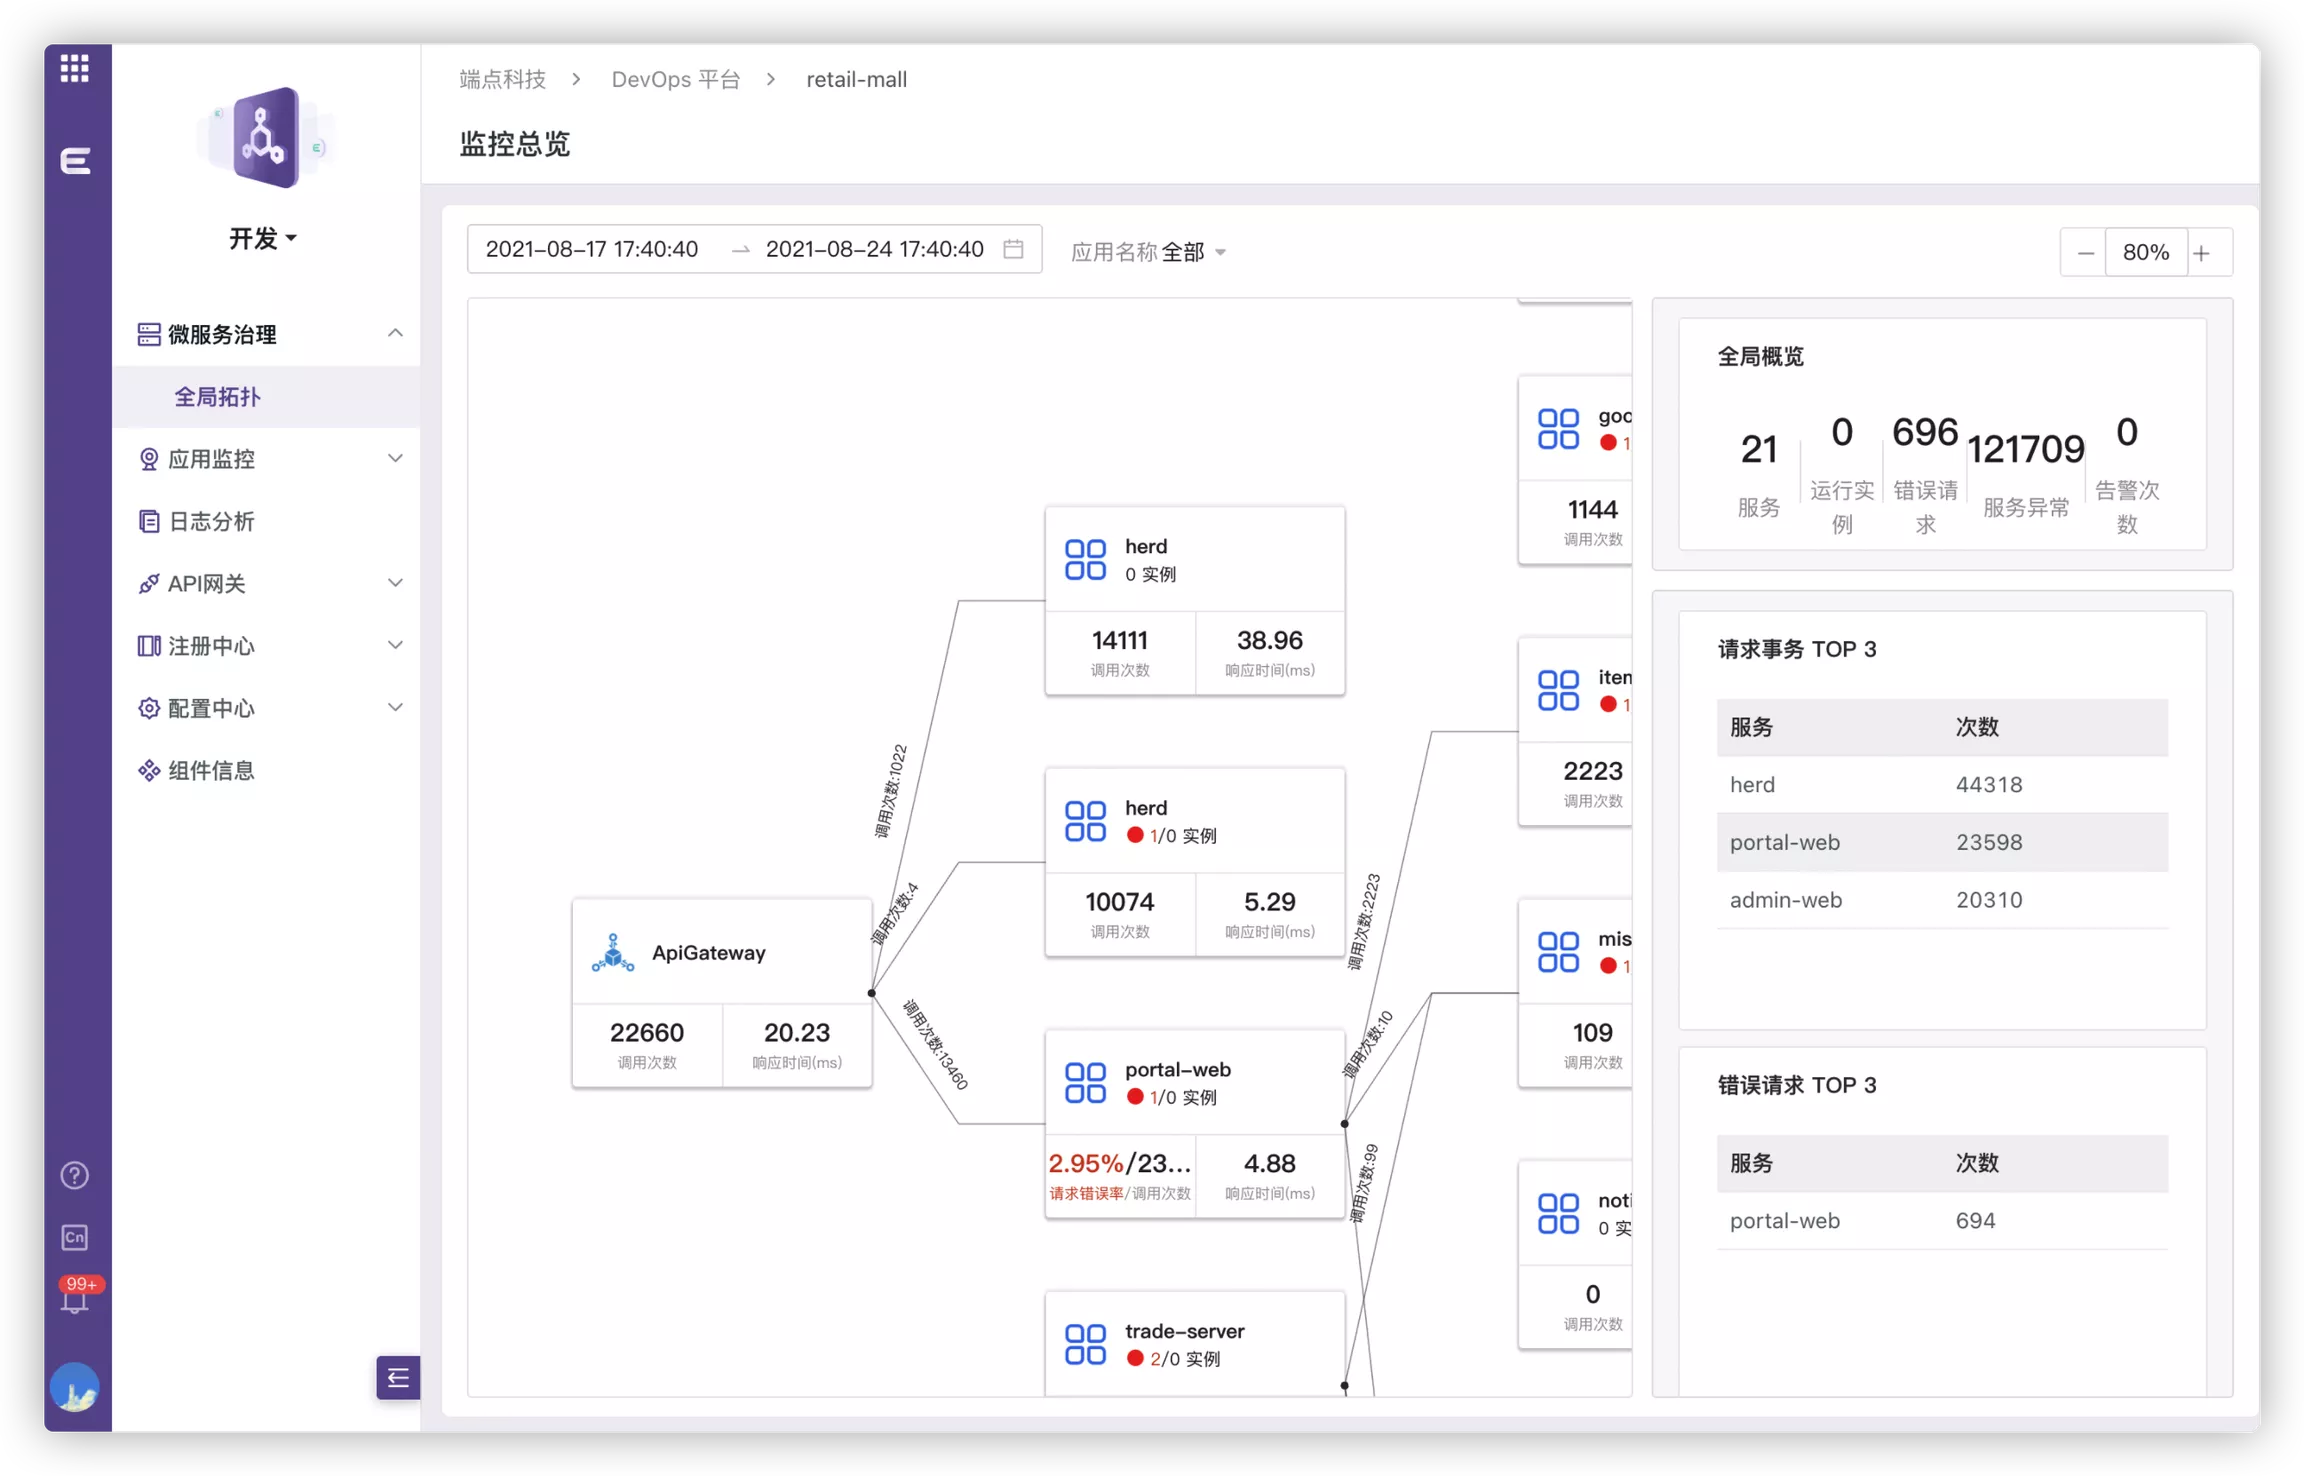 端点科技 > DevOps 平台 > retail-mall
监控总览
开发
微服务治理
全局拓扑
应用监控
日志分析
API网关
注册中心
配置中心
组件信息
Cn
99+
2021-08-17 17:40:40 → 2021-08-24 17:40:40
应用名称 全部
80%
ApiGateway
22660 20.23
调用次数 响应时间(ms)
调用次数:1022
调用次数:4
调用次数:13460
herd
0 实例
14111 38.96
调用次数 响应时间(ms)
herd
1/0 实例
10074 5.29
调用次数 响应时间(ms)
portal-web
1/0 实例
2.95%/23...
4.88
请求错误率/调用次数 响应时间(ms)
trade-server
2/0 实例
调用次数:2223
调用次数:10
调用次数:99
goo
1
1144
调用次数
iten
1
2223
调用次数
mis
1
109
调用次数
noti
0 实
0
调用次数
全局概览
21 0 696 121709 0
服务 运行实例 错误请求 服务异常 告警次数
请求事务 TOP 3
服务 次数
herd 44318
portal-web 23598
admin-web 20310
错误请求 TOP 3
服务 次数
portal-web 694